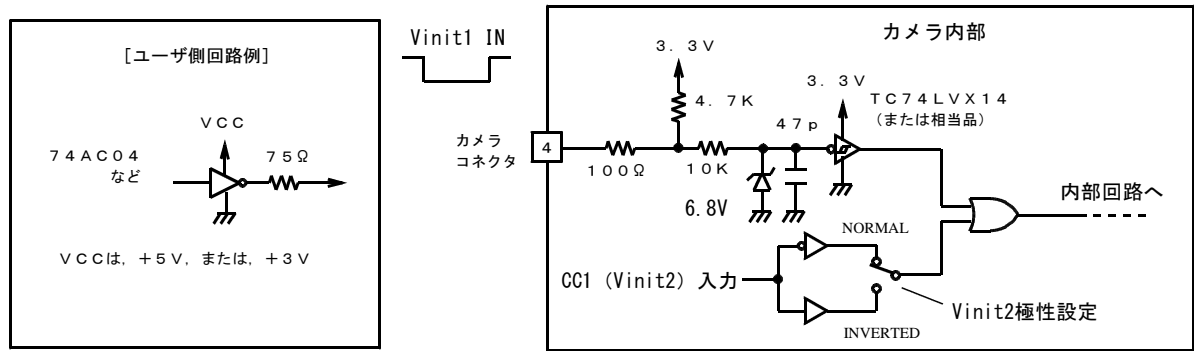 [ユーザ側回路例]
VCC
74AC04
など
75Ω
VCCは，+5V，または，+3V
Vinit1 IN
カメラ内部
3.3V
4.7K
3.3V
TC74LVX14
(または相当品)
47p
カメラ
コネクタ
4
100Ω
10K
6.8V
内部回路へ
NORMAL
CC1 (Vinit2) 入力
Vinit2極性設定
INVERTED